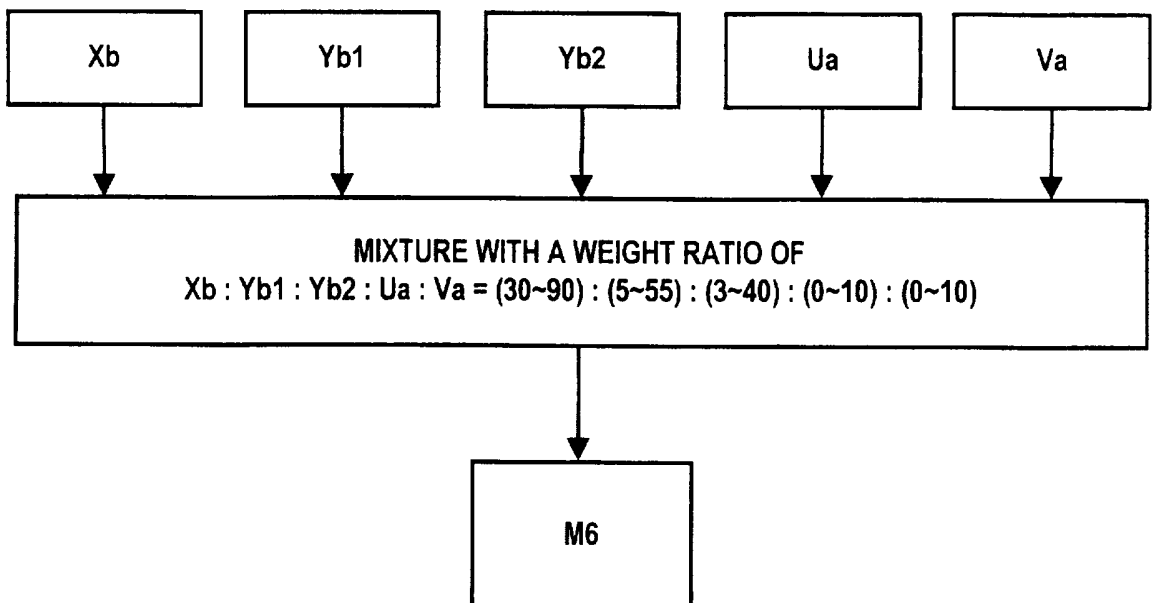 Xb
Yb1
Yb2
Ua
Va
MIXTURE WITH A WEIGHT RATIO OF
Xb : Yb1 : Yb2 : Ua : Va = (30~90) : (5~55) : (3~40) : (0~10) : (0~10)
M6